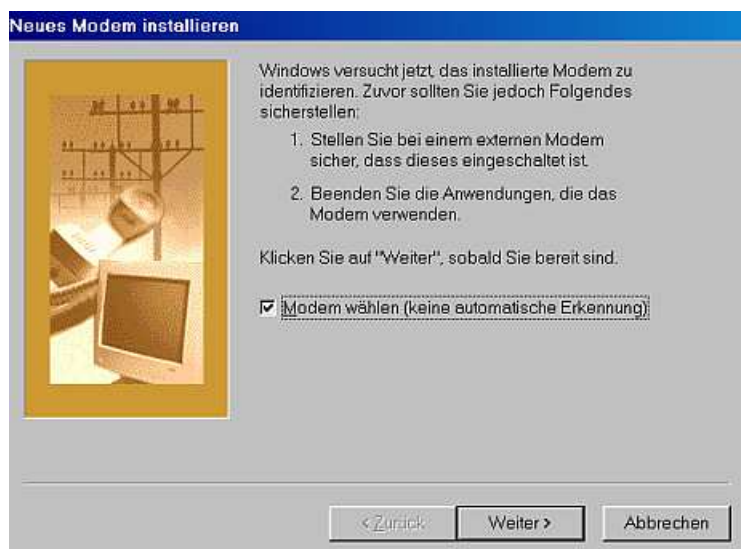 Neues Modem installieren
Windows versucht jetzt, das installierte Modem zu
identifizieren. Zuvor sollten Sie jedoch Folgendes
sicherstellen:
1. Stellen Sie bei einem externen Modem
sicher, dass dieses eingeschaltet ist.
2. Beenden Sie die Anwendungen, die das
Modem verwenden.
Klicken Sie auf "Weiter", sobald Sie bereit sind.
Modem wählen (keine automatische Erkennung)
< Zurück
Weiter >
Abbrechen